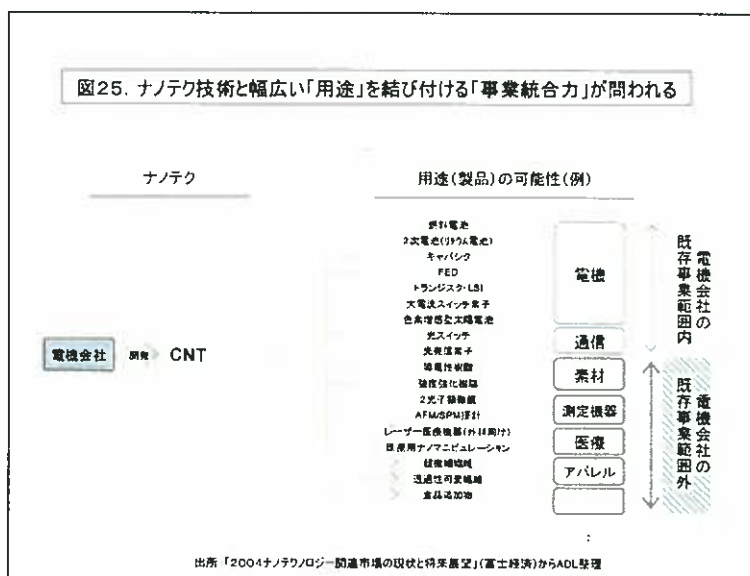 図25. ナノテク技術と幅広い「用途」を結び付ける「事業統合力」が問われる
ナノテク
用途(製品)の可能性(例)
電機会社
開発
CNT
燃料電池
2次電池(リチウム電池)
キャパシタ
FED
トランジスタ・LSI
大電流スイッチ素子
色素増感型太陽電池
光スイッチ
光発振素子
導電性樹脂
強度強化樹脂
2光子顕微鏡
AFM/SPM探針
レーザー医療機器(外科向け)
医療用ナノマニピュレーション
透過性可変繊維
食品添加物
電機
通信
素材
測定機器
医療
アパレル
:
電機会社の
既存事業範囲内
電機会社の
既存事業範囲外
出所「2004ナノテクノロジー関連市場の現状と将来展望」(富士経済)からADL整理